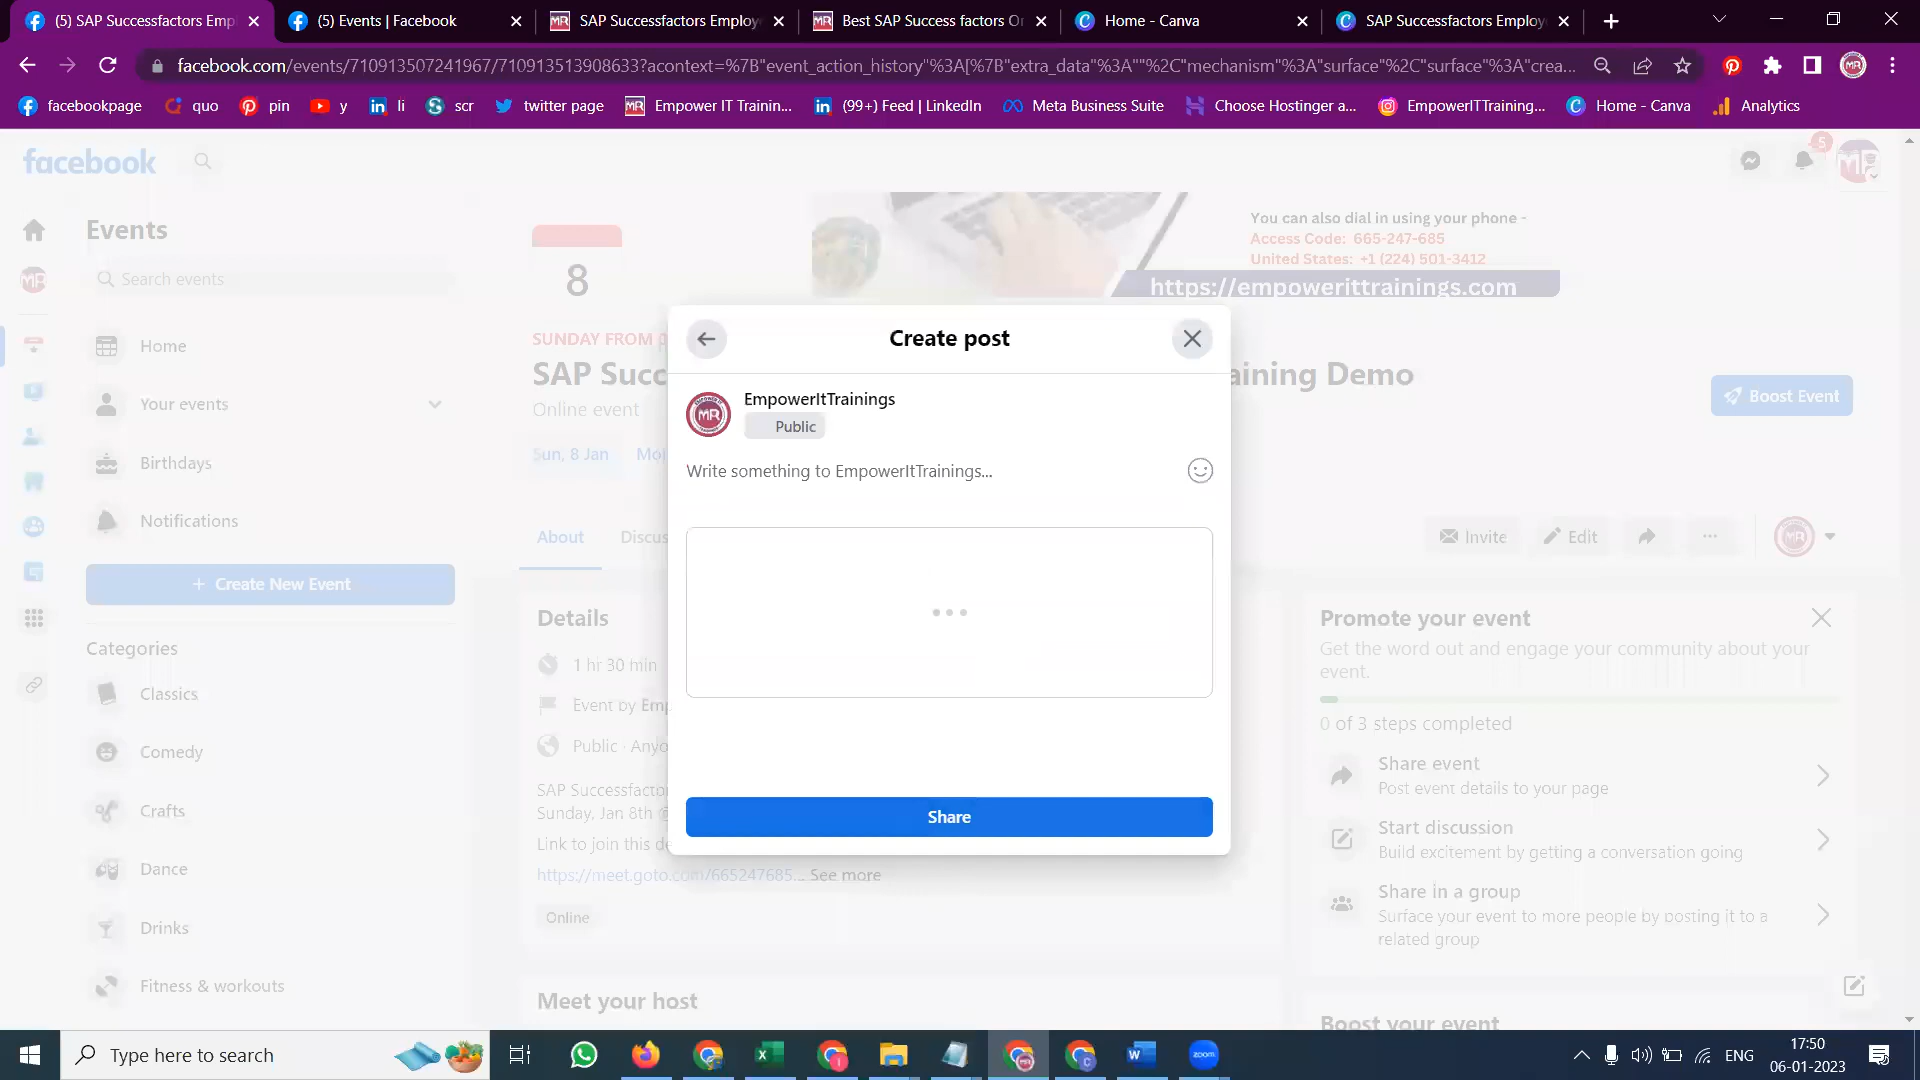 (5) SAP Successfactors Emp
(5) Events | Facebook
SAP Successfactors Employ
Best SAP Success factors On
Home - Canva
SAP Successfactors Employ
facebook.com/events/710913507241967/710913513908633?acontext=%7B"event_action_history"%3A[%7B"extra_data"%3A""%2C"mechanism"%3A"surface"%2C"surface"%3A"crea...
facebookpage
quo
pin
y
li
scr
twitter page
Empower IT Trainin...
(99+) Feed | LinkedIn
Meta Business Suite
Choose Hostinger a...
EmpowerITTraining...
Home - Canva
Analytics
facebook
5
Events
Search events
Home
Your events
Birthdays
Notifications
+ Create New Event
Categories
Classics
Comedy
Crafts
Dance
Drinks
Fitness & workouts
You can also dial in using your phone -
Access Code: 665-247-685
United States: +1 (224) 501-3412
https://empowerittrainings.com
8
SUNDAY FROM
SAP Succ
aining Demo
Online event
Boost Event
Sun, 8 Jan
About
Discus
Invite
Edit
Details
1 hr 30 min
Event by Emp
Public · Anyo
SAP Successfactor
Sunday, Jan 8th @
Link to join this de
https://meet.goto.com/665247685... See more
Online
Meet your host
Create post
EmpowerItTrainings
Public
Write something to EmpowerItTrainings...
Share
Promote your event
Get the word out and engage your community about your
event.
0 of 3 steps completed
Share event
Post event details to your page
Start discussion
Build excitement by getting a conversation going
Share in a group
Surface your event to more people by posting it to a
related group
Boost your event
Type here to search
zoom
ENG
17:50
06-01-2023